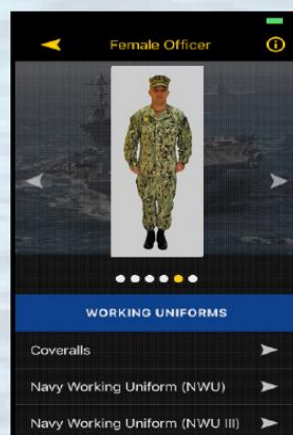 Female Officer
WORKING UNIFORMS
Coveralls
Navy Working Uniform (NWU)
Navy Working Uniform (NWU III)